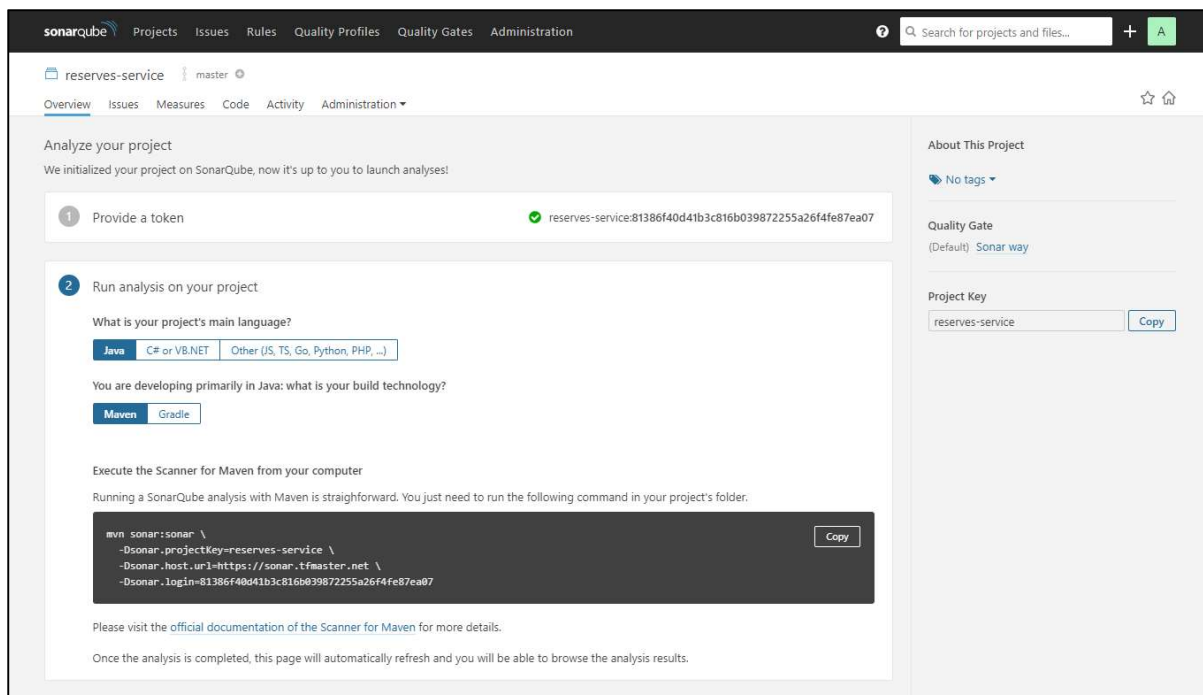 sonarqube Projects Issues Rules Quality Profiles Quality Gates Administration ? Search for projects and files... + A
reserves-service master
Overview Issues Measures Code Activity Administration
Analyze your project
We initialized your project on SonarQube, now it's up to you to launch analyses!
1 Provide a token reserves-service:81386f40d41b3c816b039872255a26f4fe87ea07
2 Run analysis on your project
What is your project's main language?
Java C# or VB.NET Other (JS, TS, Go, Python, PHP, ...)
You are developing primarily in Java: what is your build technology?
Maven Gradle
Execute the Scanner for Maven from your computer
Running a SonarQube analysis with Maven is straighforward. You just need to run the following command in your project's folder.
mvn sonar:sonar \
Copy
-Dsonar.projectKey=reserves-service \
-Dsonar.host.url=https://sonar.tfmaster.net \
-Dsonar.login=81386f40d41b3c816b039872255a26f4fe87ea07
Please visit the official documentation of the Scanner for Maven for more details.
Once the analysis is completed, this page will automatically refresh and you will be able to browse the analysis results.
About This Project
No tags
Quality Gate
(Default) Sonar way
Project Key
reserves-service Copy